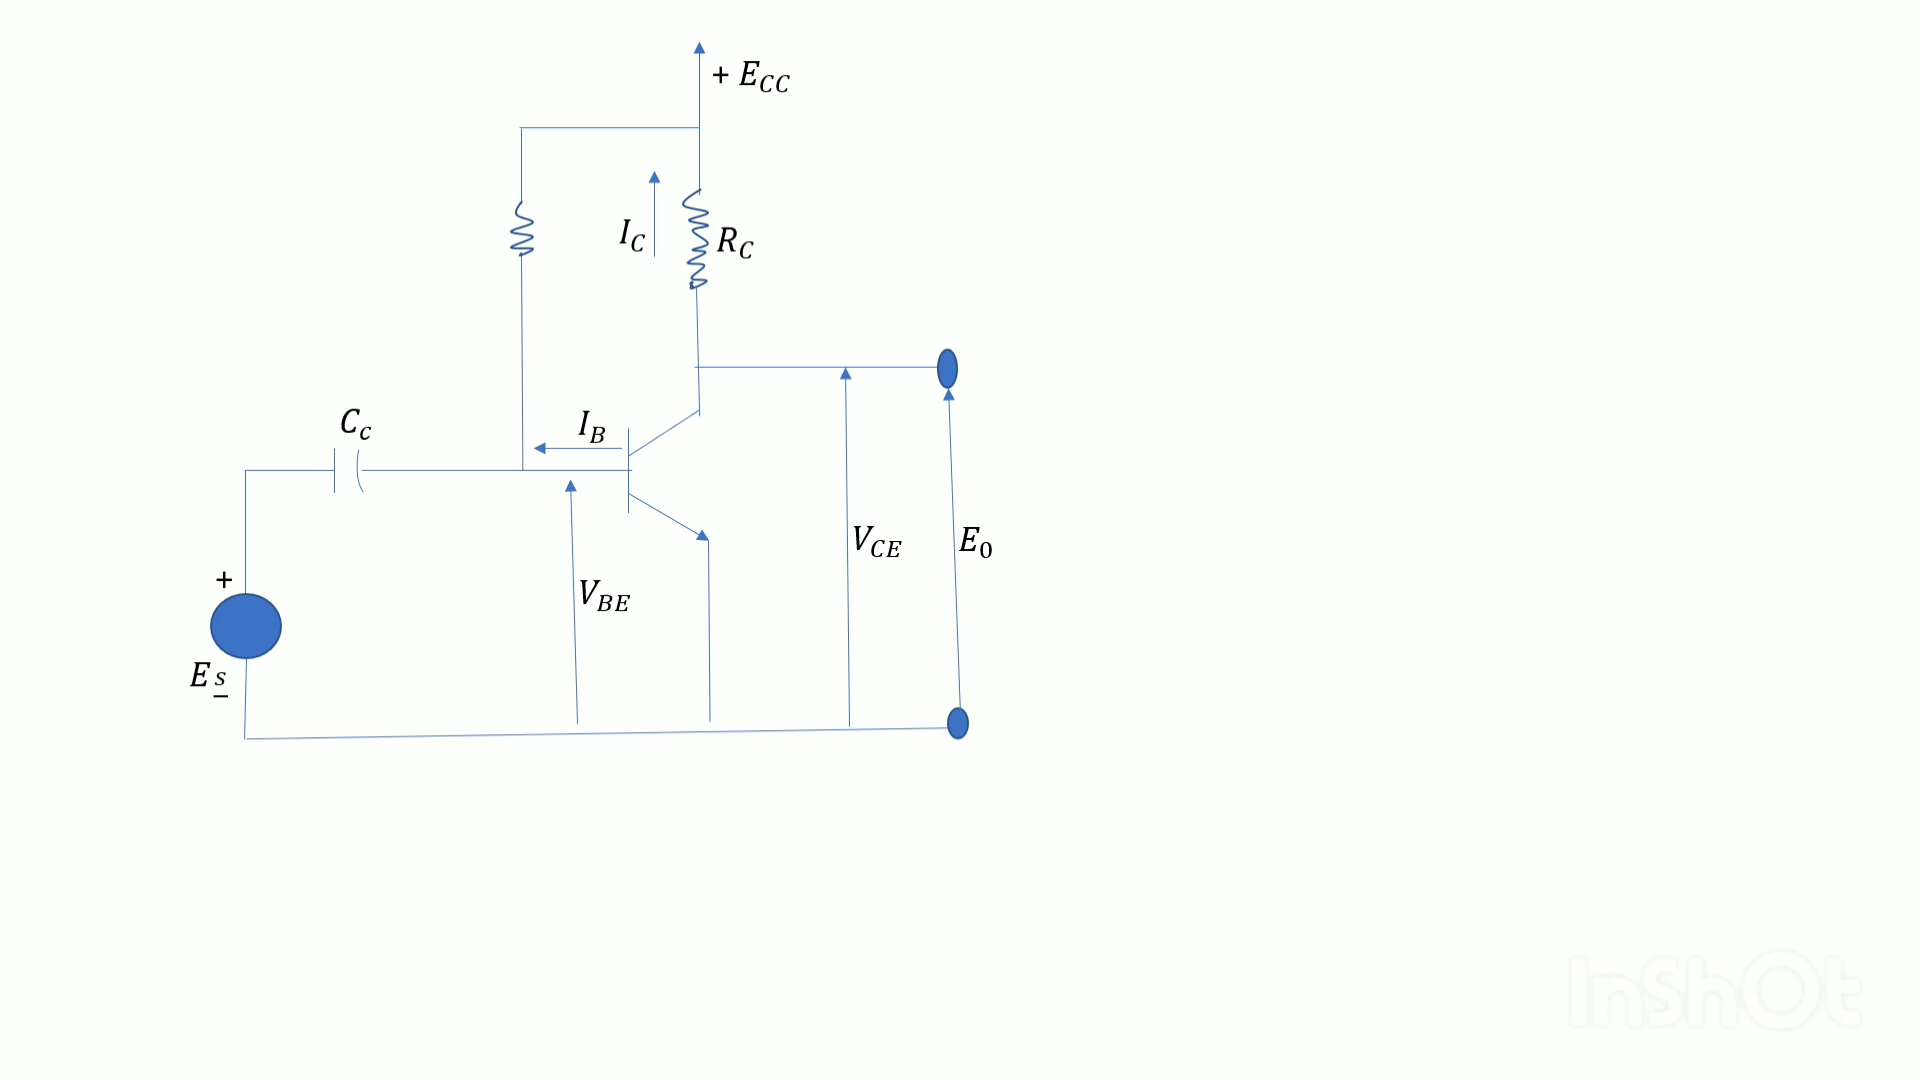 + E_CC
I_C
R_C
C_c
I_B
+
V_CE
E_0
V_BE
E_s
−
InShOt